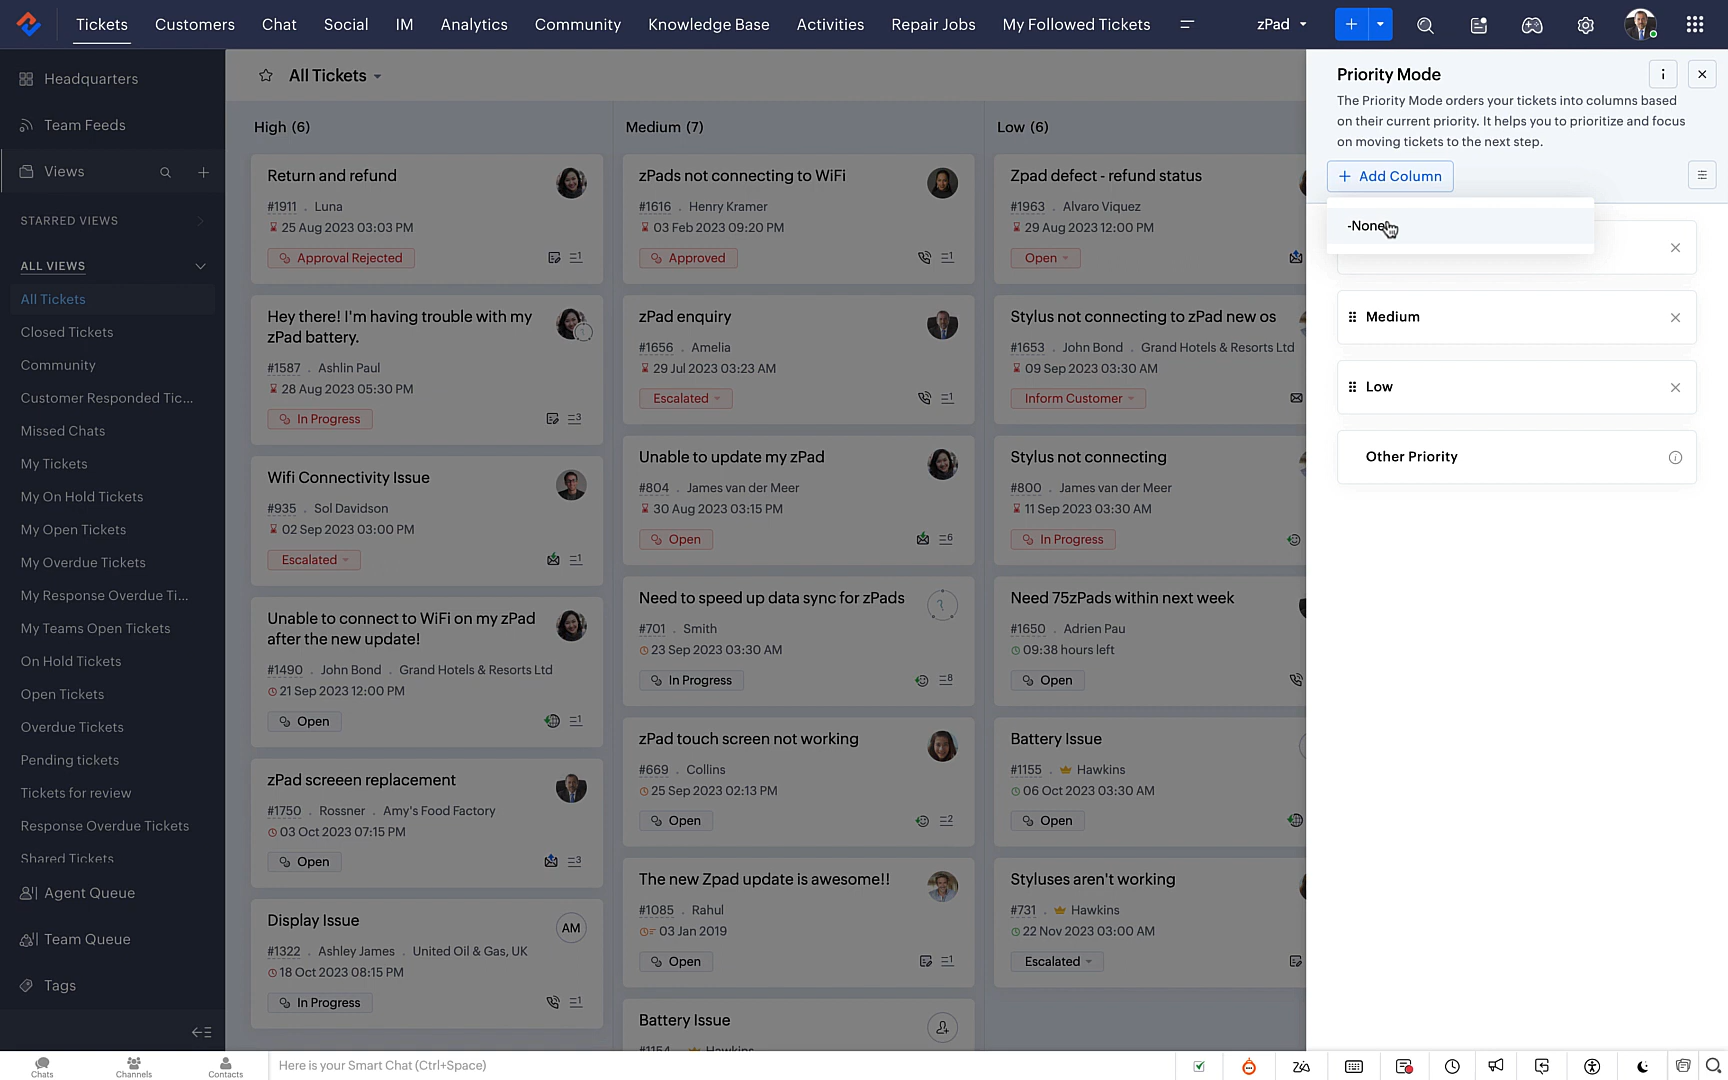 Tickets
Customers
Chat
Social
IM
Analytics
Community
Knowledge Base
Activities
Repair Jobs
My Followed Tickets
zPad
Headquarters
Team Feeds
Views
STARRED VIEWS
ALL VIEWS
All Tickets
Closed Tickets
Community
Customer Responded Tic...
Missed Chats
My Tickets
My On Hold Tickets
My Open Tickets
My Overdue Tickets
My Response Overdue Ti...
My Teams Open Tickets
On Hold Tickets
Open Tickets
Overdue Tickets
Pending tickets
Tickets for review
Response Overdue Tickets
Shared Tickets
Agent Queue
Team Queue
Tags
All Tickets
High (6)
Return and refund
#1911 . Luna
25 Aug 2023 03:03 PM
Approval Rejected
1
Hey there! I'm having trouble with my
zPad battery.
#1587 . Ashlin Paul
28 Aug 2023 05:30 PM
In Progress
3
Wifi Connectivity Issue
#935 . Sol Davidson
02 Sep 2023 03:00 PM
Escalated
1
Unable to connect to WiFi on my zPad
after the new update!
#1490 . John Bond . Grand Hotels & Resorts Ltd
21 Sep 2023 12:00 PM
Open
1
zPad screeen replacement
#1750 . Rossner . Amy's Food Factory
03 Oct 2023 07:15 PM
Open
3
Display Issue
AM
#1322 . Ashley James . United Oil & Gas, UK
18 Oct 2023 08:15 PM
In Progress
1
Medium (7)
zPads not connecting to WiFi
#1616 . Henry Kramer
03 Feb 2023 09:20 PM
Approved
1
zPad enquiry
#1656 . Amelia
29 Jul 2023 03:23 AM
Escalated
1
Unable to update my zPad
#804 . James van der Meer
30 Aug 2023 03:15 PM
Open
6
Need to speed up data sync for zPads
#701 . Smith
23 Sep 2023 03:30 AM
In Progress
8
zPad touch screen not working
#669 . Collins
25 Sep 2023 02:13 PM
Open
2
The new Zpad update is awesome!!
#1085 . Rahul
03 Jan 2019
Open
1
Battery Issue
#1154 . Hawkins
Low (6)
Zpad defect - refund status
#1963 . Alvaro Viquez
29 Aug 2023 12:00 PM
Open
Stylus not connecting to zPad new os
#1653 . John Bond . Grand Hotels & Resorts Ltd
09 Sep 2023 03:30 AM
Inform Customer
Stylus not connecting
#800 . James van der Meer
11 Sep 2023 03:30 AM
In Progress
Need 75zPads within next week
#1650 . Adrien Pau
09:38 hours left
Open
Battery Issue
#1155 . Hawkins
06 Oct 2023 03:30 AM
Open
Styluses aren't working
#731 . Hawkins
22 Nov 2023 03:00 AM
Escalated
Priority Mode
The Priority Mode orders your tickets into columns based
on their current priority. It helps you to prioritize and focus
on moving tickets to the next step.
+ Add Column
-None
Medium
Low
Other Priority
Chats
Channels
Contacts
Here is your Smart Chat (Ctrl+Space)